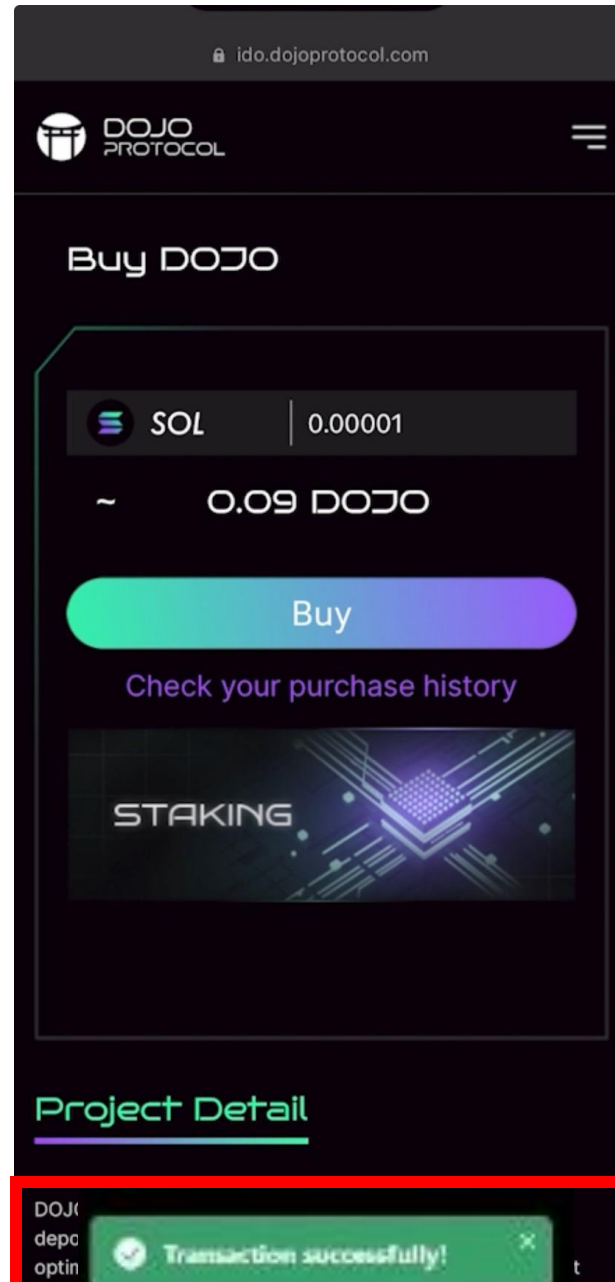 ido.dojoprotocol.com
DOJO
PROTOCOL
Buy DOJO
SOL 0.00001
~ 0.09 DOJO
Buy
Check your purchase history
STAKING
Project Detail
Transaction successfully!